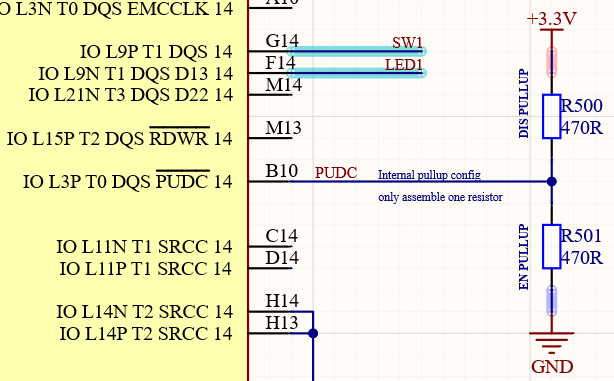 IO L3N T0 DQS EMCCLK 14
IO L9P T1 DQS 14 G14 SW1
IO L9N T1 DQS D13 14 F14 LED1
IO L21N T3 DQS D22 14 M14
IO L15P T2 DQS RDWR 14 M13
IO L3P T0 DQS PUDC 14 B10 PUDC
Internal pullup config
only assemble one resistor
IO L11N T1 SRCC 14 C14
IO L11P T1 SRCC 14 D14
IO L14N T2 SRCC 14 H14
IO L14P T2 SRCC 14 H13
+3.3V
DIS PULLUP
R500
470R
EN PULLUP
R501
470R
GND